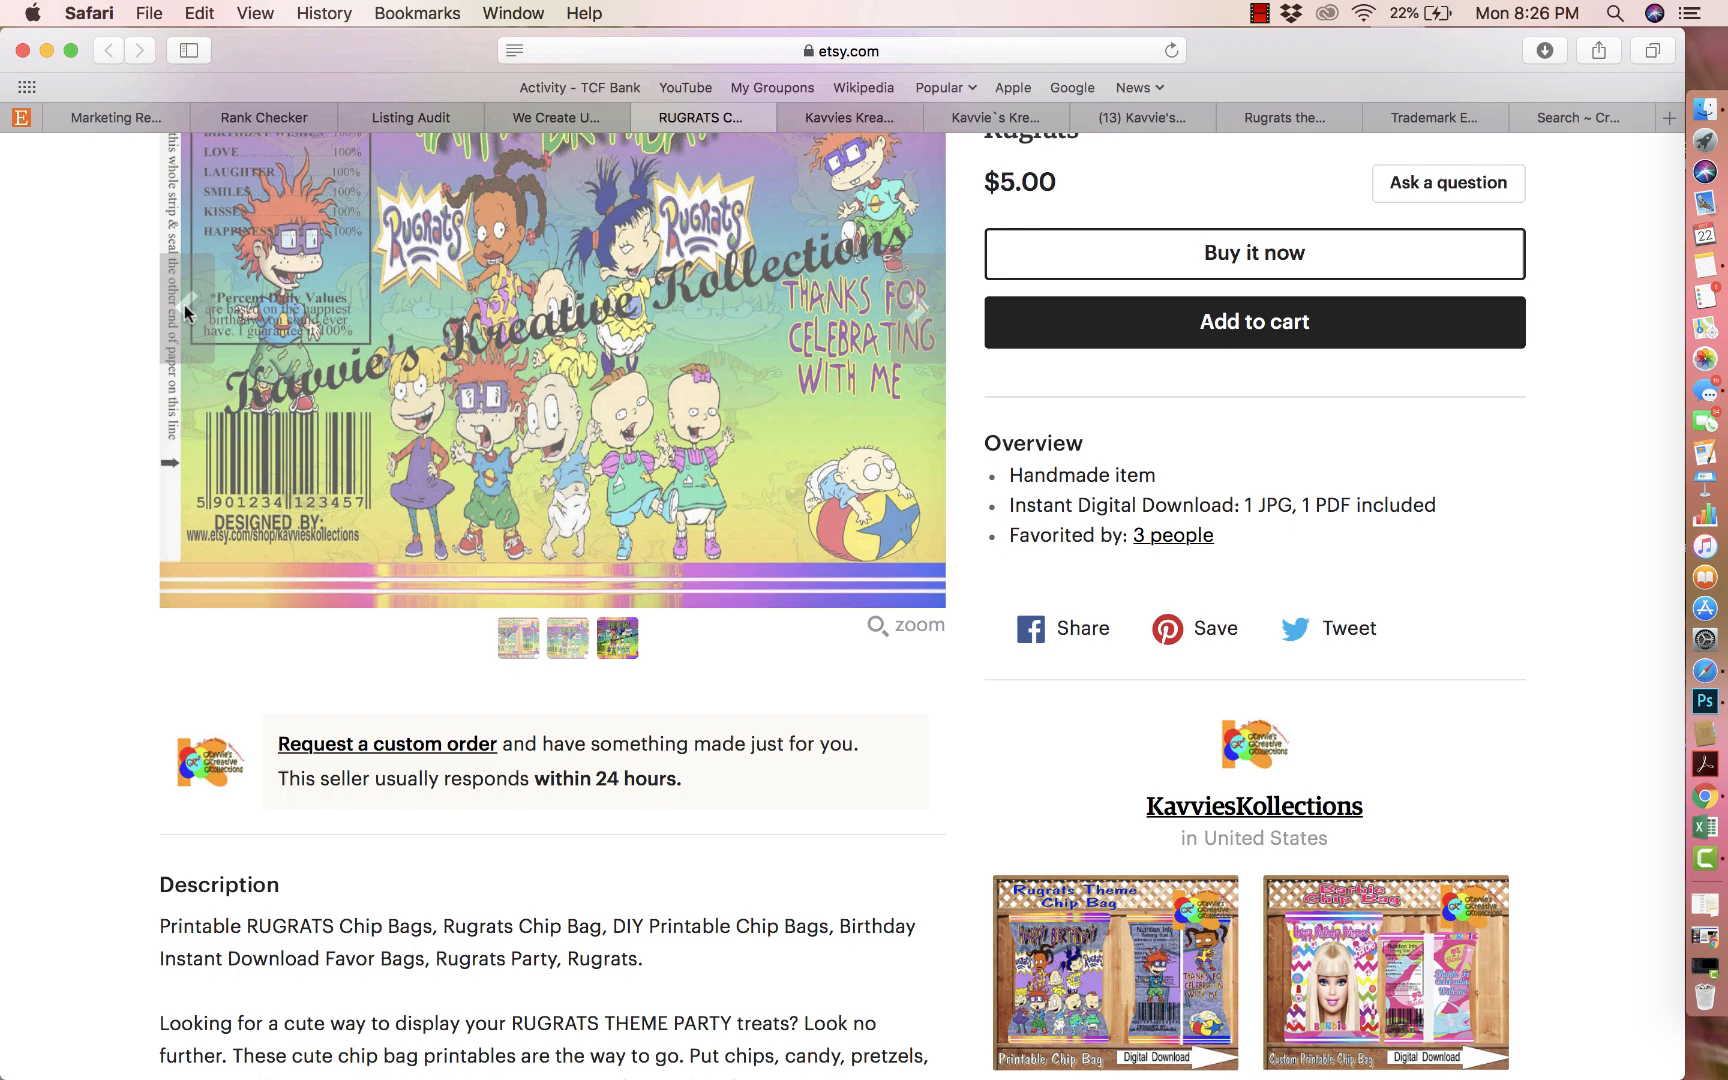 Safari File Edit View History Bookmarks Window Help
22% Mon 8:26 PM
etsy.com
Activity - TCF Bank YouTube My Groupons Wikipedia Popular Apple Google News
Marketing Re... Rank Checker Listing Audit We Create U... RUGRATS C... Kavvies Krea... Kavvie`s Kre... (13) Kavvie's... Rugrats the... Trademark E... Search ~ Cr...
this whole strip & seal the other end of paper on this line
BIRTHDAY WISHES 100%
LOVE 100%
LAUGHTER 100%
SMILES 100%
KISSES 100%
HAPPINESS 100%
*Percent Daily Values
are based on the happiest
birthday you could ever
have. I guarantee it 100%
5 901234 123457
DESIGNED BY:
www.etsy.com/shop/kavvieskollections
RUGRATS
RUGRATS
Kavvie's Kreative Kollections
THANKS FOR
CELEBRATING
WITH ME
zoom
Rugrats
$5.00
Ask a question
Buy it now
Add to cart
Overview
Handmade item
Instant Digital Download: 1 JPG, 1 PDF included
Favorited by: 3 people
Share Save Tweet
Request a custom order and have something made just for you.
This seller usually responds within 24 hours.
KavviesKollections
in United States
Description
Printable RUGRATS Chip Bags, Rugrats Chip Bag, DIY Printable Chip Bags, Birthday
Instant Download Favor Bags, Rugrats Party, Rugrats.
Looking for a cute way to display your RUGRATS THEME PARTY treats? Look no
further. These cute chip bag printables are the way to go. Put chips, candy, pretzels,
Rugrats Theme
Chip Bag
Printable Chip Bag
Digital Download
Barbie
Chip Bag
Custom Printable Chip Bag
Digital Download
22
Ps